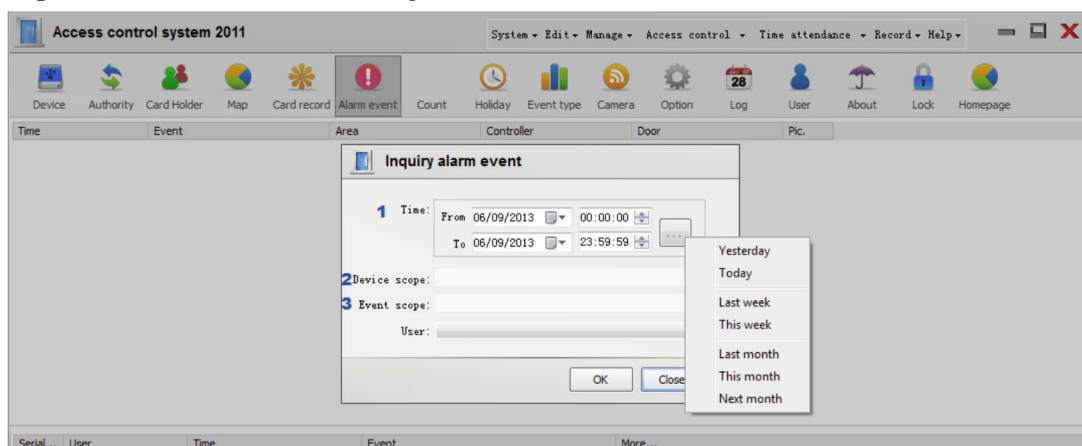 Access control system 2011
System Edit Manage Access control Time attendance Record Help
Device Authority Card Holder Map Card record Alarm event Count Holiday Event type Camera Option 28 Log User About Lock Homepage
Time Event Area Controller Door Pic.
Inquiry alarm event
1 Time: From 06/09/2013 00:00:00
To 06/09/2013 23:59:59 ...
Yesterday
Today
2 Device scope:
Last week
3 Event scope:
This week
User:
Last month
OK Close
This month
Next month
Serial... User Time Event More...